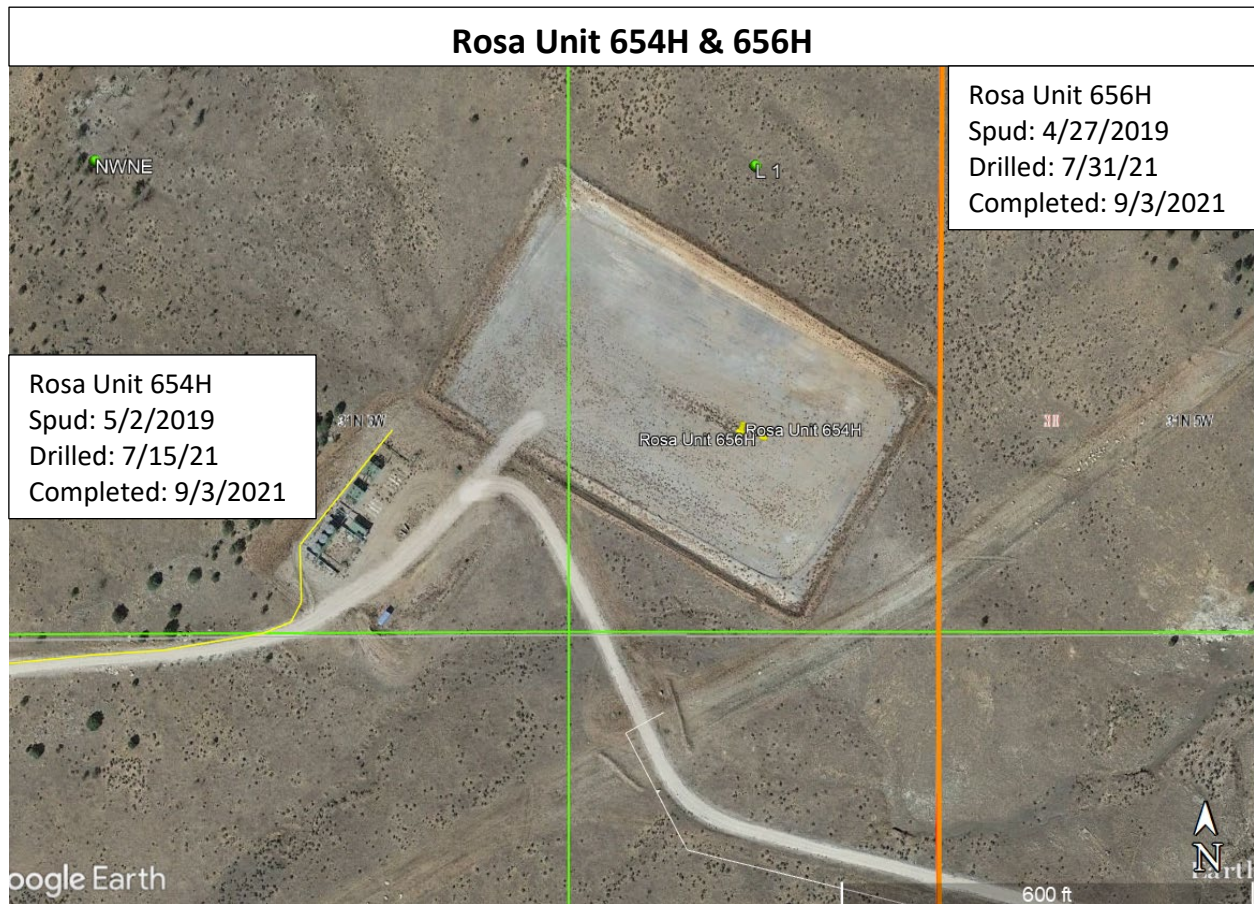 Rosa Unit 654H & 656H
Rosa Unit 656H
Spud: 4/27/2019
Drilled: 7/31/21
Completed: 9/3/2021
NWNE
L 1
Rosa Unit 654H
Spud: 5/2/2019
Drilled: 7/15/21
Completed: 9/3/2021
31N 5W
Rosa Unit 656H
Rosa Unit 654H
31N 5W
N
oogle Earth
Earth
600 ft